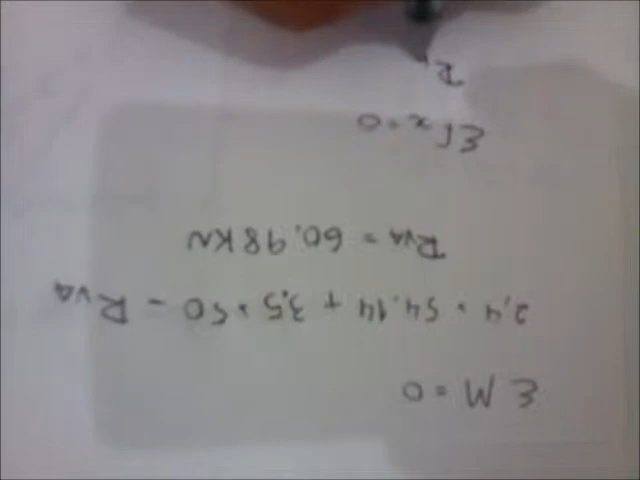 ΣM = 0
2,4 × 54.14 + 3,5 × 50 - RVA
RVA = 60.98 KN
Σfx = 0
R